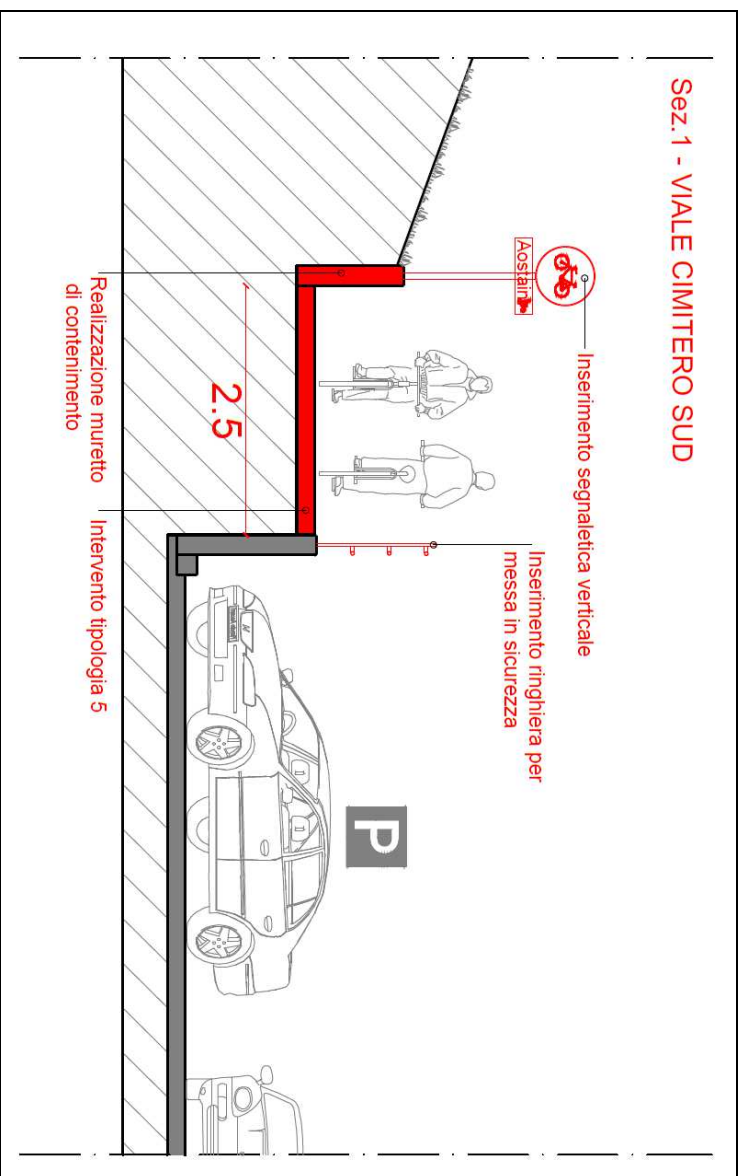 Sez.1 - VIALE CIMITERO SUD
Inserimento segnaletica verticale
Inserimento ringhiera per
messa in sicurezza
Aostain
P
2.5
Realizzazione muretto
di contenimento
Intervento tipologia 5